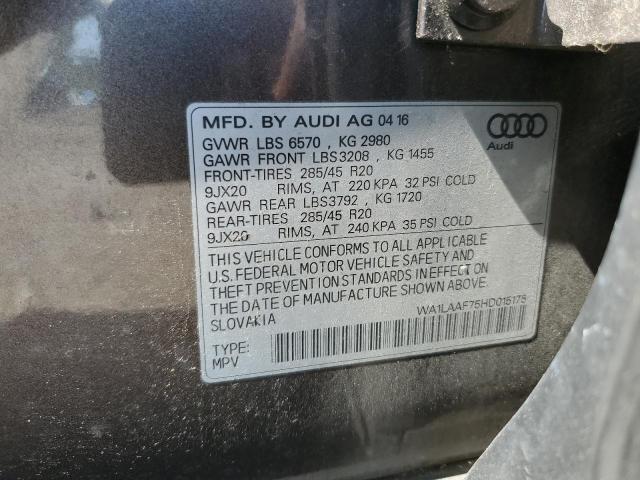 MFD. BY AUDI AG 04 16
GVWR LBS 6570 , KG 2980
GAWR FRONT LBS3208 , KG 1455
FRONT-TIRES 285/45 R20
9JX20 RIMS, AT 220 KPA 32 PSI COLD
GAWR REAR LBS3792 , KG 1720
REAR-TIRES 285/45 R20
9JX20 RIMS, AT 240 KPA 35 PSI COLD
THIS VEHICLE CONFORMS TO ALL APPLICABLE
U.S. FEDERAL MOTOR VEHICLE SAFETY AND
THEFT PREVENTION STANDARDS IN EFFECT ON
THE DATE OF MANUFACTURE SHOWN ABOVE.
SLOVAKIA
WA1LAAF75HD015175
TYPE:
MPV
Audi